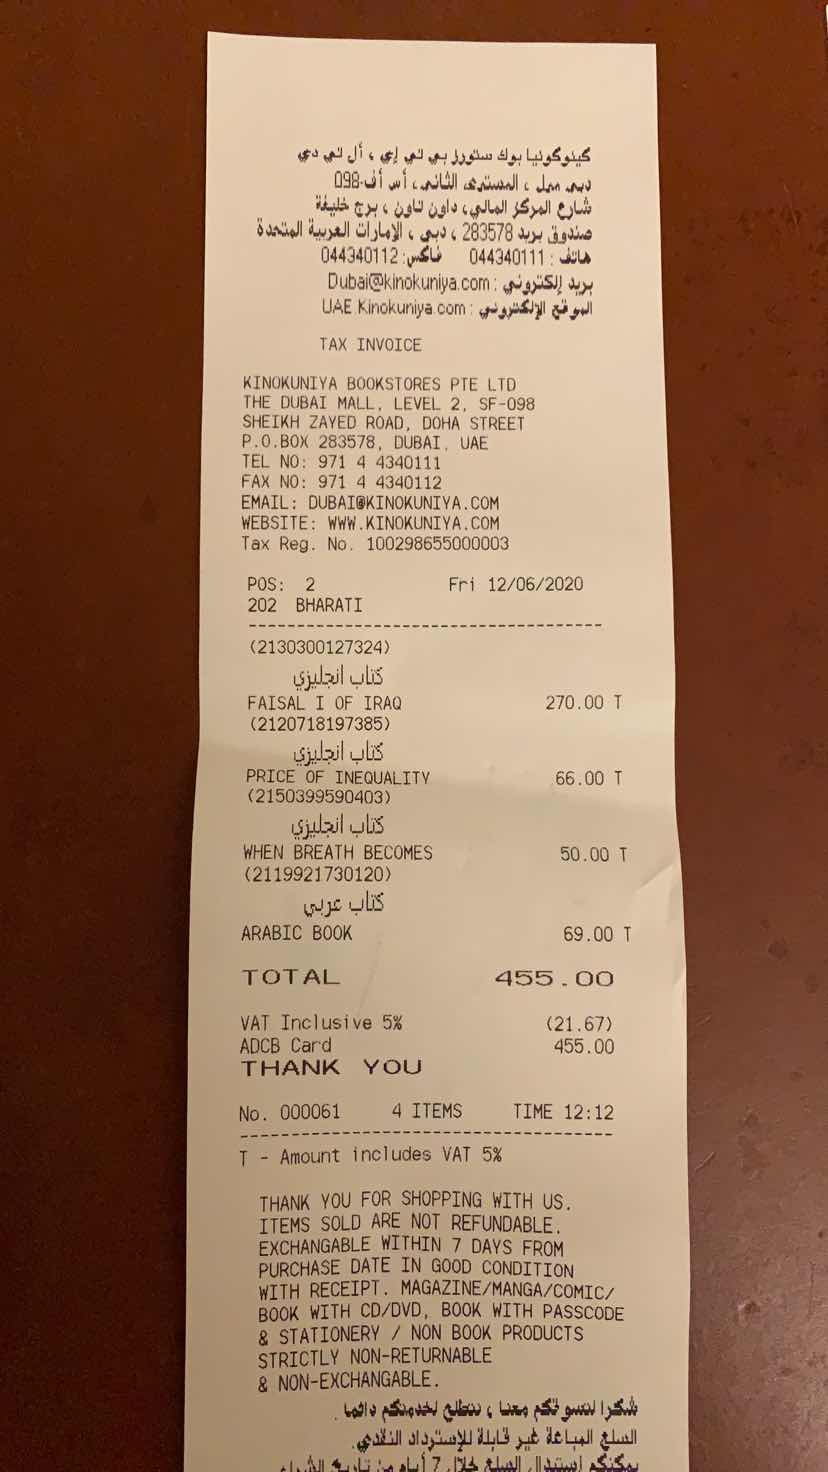 كينوكونيا بوك ستورز بي تي إي ، أل تي دي
دبي مول ، المستوى الثاني، أس أف-098
شارع المركز المالي، داون تاون ، برج خليفة
صندوق بريد 283578 ، دبي ، الإمارات العربية المتحدة
هاتف : 044340111 فاكس: 044340112
بريد إلكتروني : Dubai@kinokuniya.com
الموقع الإلكتروني : UAE.Kinokuniya.com
TAX INVOICE
KINOKUNIYA BOOKSTORES PTE LTD
THE DUBAI MALL, LEVEL 2, SF-098
SHEIKH ZAYED ROAD, DOHA STREET
P.O.BOX 283578, DUBAI, UAE
TEL NO: 971 4 4340111
FAX NO: 971 4 4340112
EMAIL: DUBAI@KINOKUNIYA.COM
WEBSITE: WWW.KINOKUNIYA.COM
Tax Reg. No. 100298655000003
POS: 2 Fri 12/06/2020
202 BHARATI
(2130300127324)
كتاب انجليزي
FAISAL I OF IRAQ 270.00 T
(2120718197385)
كتاب انجليزي
PRICE OF INEQUALITY 66.00 T
(2150399590403)
كتاب انجليزي
WHEN BREATH BECOMES 50.00 T
(2119921730120)
كتاب عربي
ARABIC BOOK 69.00 T
TOTAL 455.00
VAT Inclusive 5% (21.67)
ADCB Card 455.00
THANK YOU
No. 000061 4 ITEMS TIME 12:12
T - Amount includes VAT 5%
THANK YOU FOR SHOPPING WITH US.
ITEMS SOLD ARE NOT REFUNDABLE.
EXCHANGABLE WITHIN 7 DAYS FROM
PURCHASE DATE IN GOOD CONDITION
WITH RECEIPT. MAGAZINE/MANGA/COMIC/
BOOK WITH CD/DVD, BOOK WITH PASSCODE
& STATIONERY / NON BOOK PRODUCTS
STRICTLY NON-RETURNABLE
& NON-EXCHANGABLE.
شكرا لتسوقكم معنا ، نتطلع لخدمتكم دائما .
السلع المباعة غير قابلة للإسترداد النقدي.
يمكنكم إستبدال السلع خلال 7 أيام من تاريخ الشراء